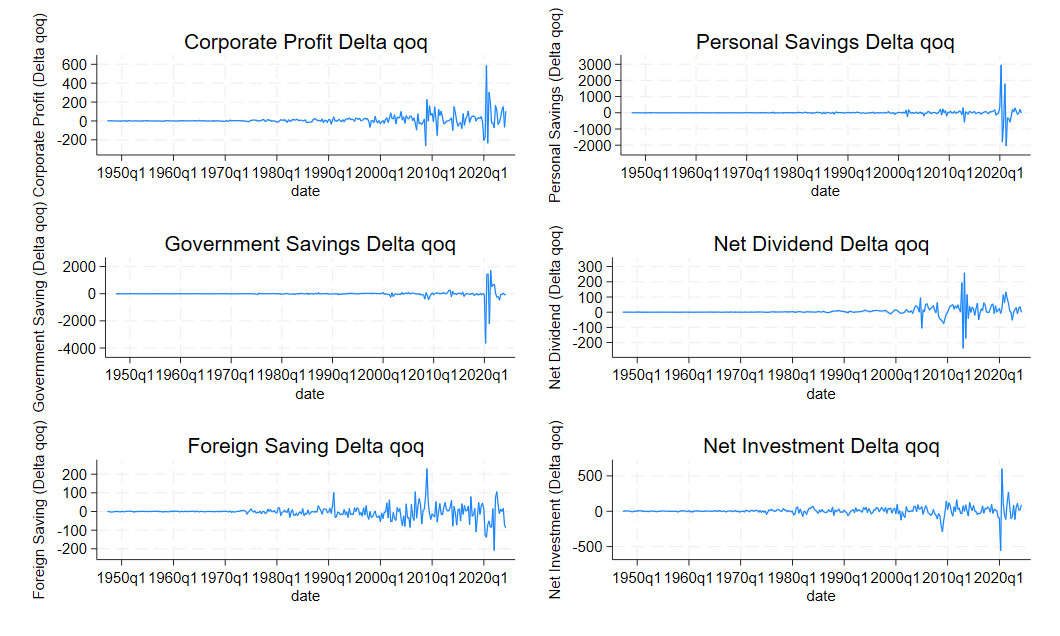 Corporate Profit Delta qoq
Corporate Profit (Delta qoq)
600
400
200
0
-200
1950q1 1960q1 1970q1 1980q1 1990q1 2000q1 2010q1 2020q1
date
Personal Savings Delta qoq
Personal Savings (Delta qoq)
3000
2000
1000
0
-1000
-2000
1950q1 1960q1 1970q1 1980q1 1990q1 2000q1 2010q1 2020q1
date
Government Savings Delta qoq
Government Saving (Delta qoq)
2000
0
-2000
-4000
1950q1 1960q1 1970q1 1980q1 1990q1 2000q1 2010q1 2020q1
date
Net Dividend Delta qoq
Net Dividend (Delta qoq)
300
200
100
0
-100
-200
1950q1 1960q1 1970q1 1980q1 1990q1 2000q1 2010q1 2020q1
date
Foreign Saving Delta qoq
Foreign Saving (Delta qoq)
200
100
0
-100
-200
1950q1 1960q1 1970q1 1980q1 1990q1 2000q1 2010q1 2020q1
date
Net Investment Delta qoq
Net Investment (Delta qoq)
500
0
-500
1950q1 1960q1 1970q1 1980q1 1990q1 2000q1 2010q1 2020q1
date